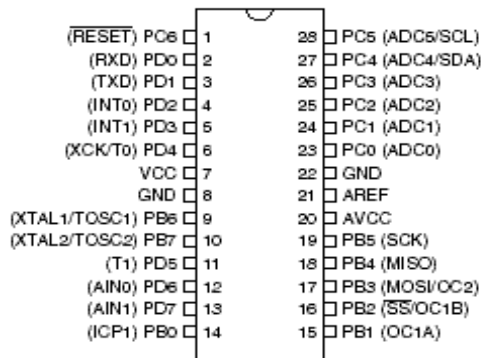 (RESET) PC6 1 28 PC5 (ADC5/SCL)
(RXD) PD0 2 27 PC4 (ADC4/SDA)
(TXD) PD1 3 26 PC3 (ADC3)
(INT0) PD2 4 25 PC2 (ADC2)
(INT1) PD3 5 24 PC1 (ADC1)
(XCK/T0) PD4 6 23 PC0 (ADC0)
VCC 7 22 GND
GND 8 21 AREF
(XTAL1/TOSC1) PB6 9 20 AVCC
(XTAL2/TOSC2) PB7 10 19 PB5 (SCK)
(T1) PD5 11 18 PB4 (MISO)
(AIN0) PD6 12 17 PB3 (MOSI/OC2)
(AIN1) PD7 13 16 PB2 (SS/OC1B)
(ICP1) PB0 14 15 PB1 (OC1A)